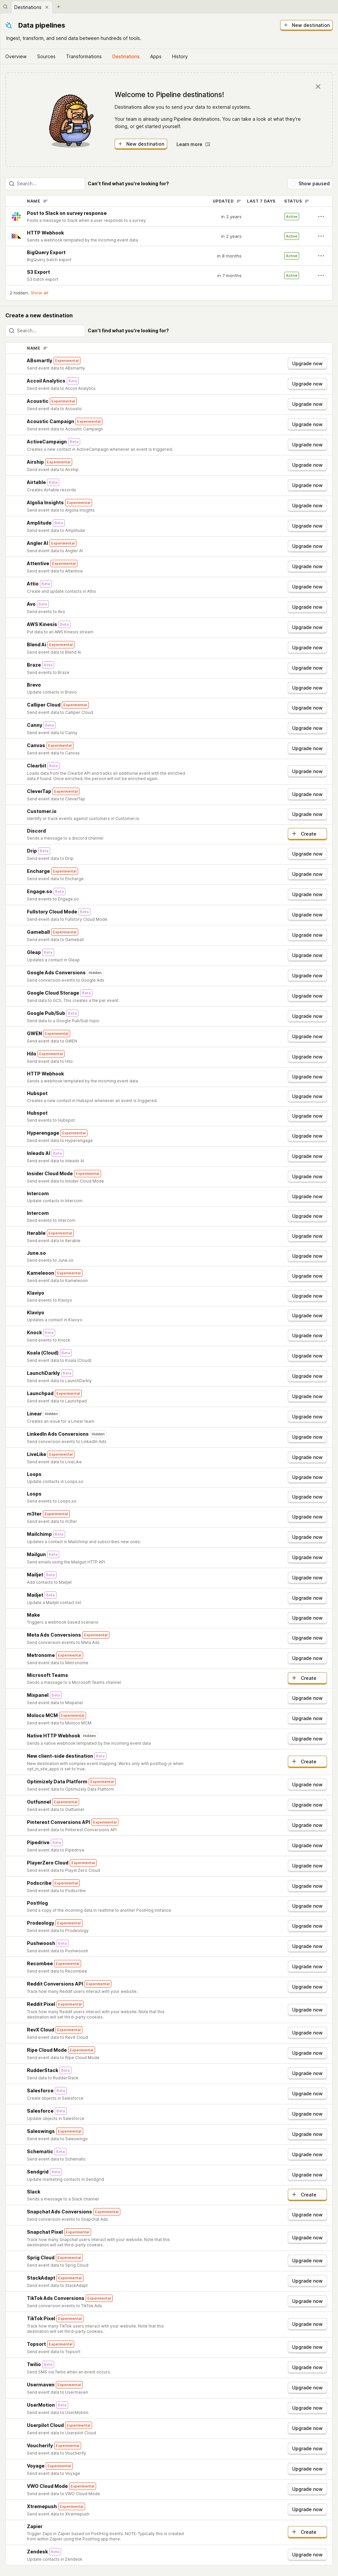 Destinations
Data pipelines
New destination
Ingest, transform, and send data between hundreds of tools.
Overview Sources Transformations Destinations Apps History
Welcome to Pipeline destinations!
Destinations allow you to send your data to external systems.
Your team is already using Pipeline destinations. You can take a look at what they're doing, or get started yourself.
New destination Learn more
Search... Can't find what you're looking for? Show paused
NAME UPDATED LAST 7 DAYS STATUS
Post to Slack on survey response
Posts a message to Slack when a user responds to a survey
in 2 years Active
HTTP Webhook
Sends a webhook templated by the incoming event data
in 2 years Active
BigQuery Export
BigQuery batch export
in 8 months Active
S3 Export
S3 batch export
in 7 months Active
2 hidden. Show all
Create a new destination
Search... Can't find what you're looking for?
NAME
ABsmartly Experimental
Send event data to ABsmartly
Upgrade now
Accoil Analytics Beta
Send event data to Accoil Analytics
Upgrade now
Acoustic Experimental
Send event data to Acoustic
Upgrade now
Acoustic Campaign Experimental
Send event data to Acoustic Campaign
Upgrade now
ActiveCampaign Beta
Creates a new contact in ActiveCampaign whenever an event is triggered.
Upgrade now
Airship Experimental
Send event data to Airship
Upgrade now
Airtable Beta
Creates Airtable records
Upgrade now
Algolia Insights Experimental
Send event data to Algolia Insights
Upgrade now
Amplitude Beta
Send event data to Amplitude
Upgrade now
Angler AI Experimental
Send event data to Angler AI
Upgrade now
Attentive Experimental
Send event data to Attentive
Upgrade now
Attio Beta
Create and update contacts in Attio
Upgrade now
Avo Beta
Send events to Avo
Upgrade now
AWS Kinesis Beta
Put data to an AWS Kinesis stream
Upgrade now
Blend Ai Experimental
Send event data to Blend Ai
Upgrade now
Braze Beta
Send events to Braze
Upgrade now
Brevo
Update contacts in Brevo
Upgrade now
Calliper Cloud Experimental
Send event data to Calliper Cloud
Upgrade now
Canny Beta
Send event data to Canny
Upgrade now
Canvas Experimental
Send event data to Canvas
Upgrade now
Clearbit Beta
Loads data from the Clearbit API and tracks an additional event with the enriched data if found. Once enriched, the person will not be enriched again.
Upgrade now
CleverTap Experimental
Send event data to CleverTap
Upgrade now
Customer.io
Identify or track events against customers in Customer.io
Upgrade now
Discord
Sends a message to a discord channel
Create
Drip Beta
Send event data to Drip
Upgrade now
Encharge Experimental
Send event data to Encharge
Upgrade now
Engage.so Beta
Send events to Engage.so
Upgrade now
Fullstory Cloud Mode Beta
Send event data to Fullstory Cloud Mode
Upgrade now
Gameball Experimental
Send event data to Gameball
Upgrade now
Gleap Beta
Updates a contact in Gleap
Upgrade now
Google Ads Conversions Hidden
Send conversion events to Google Ads
Upgrade now
Google Cloud Storage Beta
Send data to GCS. This creates a file per event.
Upgrade now
Google Pub/Sub Beta
Send data to a Google Pub/Sub topic
Upgrade now
GWEN Experimental
Send event data to GWEN
Upgrade now
Hilo Experimental
Send event data to Hilo
Upgrade now
HTTP Webhook
Sends a webhook templated by the incoming event data
Upgrade now
Hubspot
Creates a new contact in Hubspot whenever an event is triggered.
Upgrade now
Hubspot
Send events to Hubspot.
Upgrade now
Hyperengage Experimental
Send event data to Hyperengage
Upgrade now
Inleads AI Beta
Send event data to Inleads AI
Upgrade now
Insider Cloud Mode Experimental
Send event data to Insider Cloud Mode
Upgrade now
Intercom
Update contacts in Intercom
Upgrade now
Intercom
Send events to Intercom
Upgrade now
Iterable Experimental
Send event data to Iterable
Upgrade now
June.so
Send events to June.so
Upgrade now
Kameleoon Experimental
Send event data to Kameleoon
Upgrade now
Klaviyo
Send events to Klaviyo
Upgrade now
Klaviyo
Updates a contact in Klaviyo
Upgrade now
Knock Beta
Send events to Knock
Upgrade now
Koala (Cloud) Beta
Send event data to Koala (Cloud)
Upgrade now
LaunchDarkly Beta
Send event data to LaunchDarkly
Upgrade now
Launchpad Experimental
Send event data to Launchpad
Upgrade now
Linear Hidden
Creates an issue for a Linear team
Upgrade now
LinkedIn Ads Conversions Hidden
Send conversion events to LinkedIn Ads
Upgrade now
LiveLike Experimental
Send event data to LiveLike
Upgrade now
Loops
Update contacts in Loops.so
Upgrade now
Loops
Send events to Loops.so
Upgrade now
m3ter Experimental
Send event data to m3ter
Upgrade now
Mailchimp Beta
Updates a contact in Mailchimp and subscribes new ones.
Upgrade now
Mailgun Beta
Send emails using the Mailgun HTTP API
Upgrade now
Mailjet Beta
Add contacts to Mailjet
Upgrade now
Mailjet Beta
Update a Mailjet contact list
Upgrade now
Make
Triggers a webhook based scenario
Upgrade now
Meta Ads Conversions Experimental
Send conversion events to Meta Ads
Upgrade now
Metronome Experimental
Send event data to Metronome
Upgrade now
Microsoft Teams
Sends a message to a Microsoft Teams channel
Create
Mixpanel Beta
Send event data to Mixpanel
Upgrade now
Moloco MCM Experimental
Send event data to Moloco MCM
Upgrade now
Native HTTP Webhook Hidden
Sends a native webhook templated by the incoming event data
Upgrade now
New client-side destination Beta
New destination with complex event mapping. Works only with posthog-js when opt_in_site_apps is set to true.
Create
Optimizely Data Platform Experimental
Send event data to Optimizely Data Platform
Upgrade now
Outfunnel Experimental
Send event data to Outfunnel
Upgrade now
Pinterest Conversions API Experimental
Send event data to Pinterest Conversions API
Upgrade now
Pipedrive Beta
Send event data to Pipedrive
Upgrade now
PlayerZero Cloud Experimental
Send event data to PlayerZero Cloud
Upgrade now
Podscribe Experimental
Send event data to Podscribe
Upgrade now
PostHog
Send a copy of the incoming data in realtime to another PostHog instance
Upgrade now
Prodeology Experimental
Send event data to Prodeology
Upgrade now
Pushwoosh Beta
Send event data to Pushwoosh
Upgrade now
Recombee Experimental
Send event data to Recombee
Upgrade now
Reddit Conversions API Experimental
Track how many Reddit users interact with your website.
Upgrade now
Reddit Pixel Experimental
Track how many Reddit users interact with your website. Note that this destination will set third-party cookies.
Upgrade now
RevX Cloud Experimental
Send event data to RevX Cloud
Upgrade now
Ripe Cloud Mode Experimental
Send event data to Ripe Cloud Mode
Upgrade now
RudderStack Beta
Send data to RudderStack
Upgrade now
Salesforce Beta
Create objects in Salesforce
Upgrade now
Salesforce Beta
Update objects in Salesforce
Upgrade now
Saleswings Experimental
Send event data to Saleswings
Upgrade now
Schematic Beta
Send event data to Schematic
Upgrade now
Sendgrid Beta
Update marketing contacts in Sendgrid
Upgrade now
Slack
Sends a message to a Slack channel
Create
Snapchat Ads Conversions Experimental
Send conversion events to Snapchat Ads
Upgrade now
Snapchat Pixel Experimental
Track how many Snapchat users interact with your website. Note that this destination will set third-party cookies.
Upgrade now
Sprig Cloud Experimental
Send event data to Sprig Cloud
Upgrade now
StackAdapt Experimental
Send event data to StackAdapt
Upgrade now
TikTok Ads Conversions Experimental
Send conversion events to TikTok Ads
Upgrade now
TikTok Pixel Experimental
Track how many TikTok users interact with your website. Note that this destination will set third-party cookies.
Upgrade now
Topsort Experimental
Send event data to Topsort
Upgrade now
Twilio Beta
Send SMS via Twilio when an event occurs.
Upgrade now
Usermaven Experimental
Send event data to Usermaven
Upgrade now
UserMotion Beta
Send event data to UserMotion
Upgrade now
Userpilot Cloud Experimental
Send event data to Userpilot Cloud
Upgrade now
Voucherify Experimental
Send event data to Voucherify
Upgrade now
Voyage Experimental
Send event data to Voyage
Upgrade now
VWO Cloud Mode Experimental
Send event data to VWO Cloud Mode
Upgrade now
Xtremepush Experimental
Send event data to Xtremepush
Upgrade now
Zapier
Trigger Zaps in Zapier based on PostHog events. NOTE: Typically this is created from within Zapier using the PostHog app there.
Create
Zendesk Beta
Update contacts in Zendesk
Upgrade now